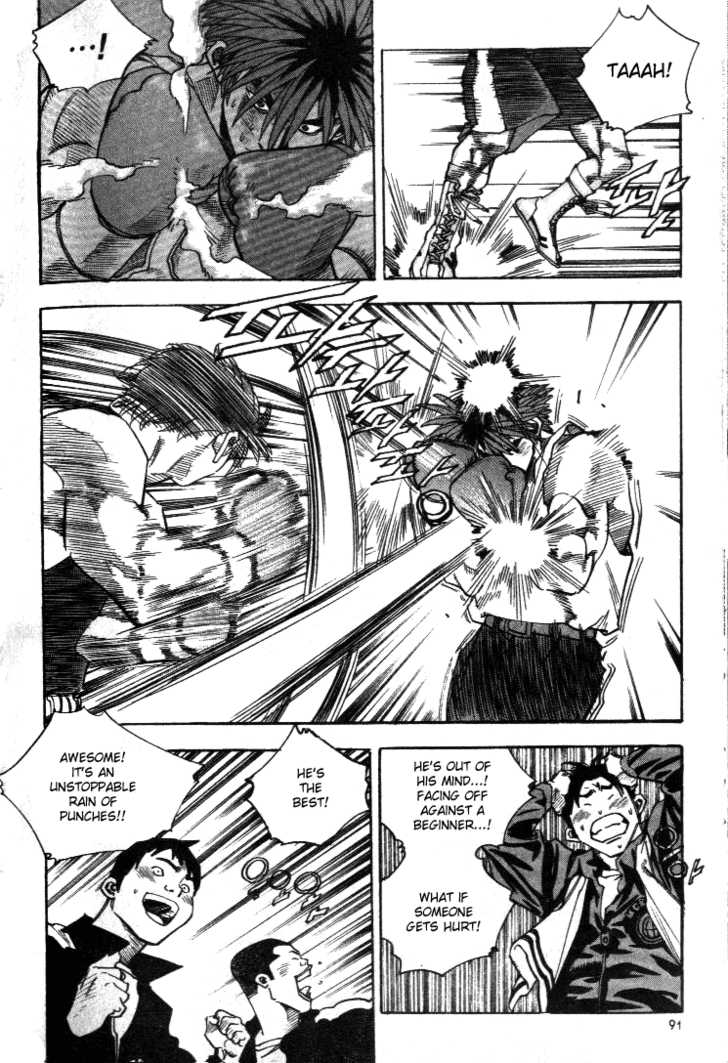 TAAAH!
...!
HE'S OUT OF
HIS MIND...!
FACING OFF
AGAINST A
BEGINNER...!
WHAT IF
SOMEONE
GETS HURT!
HE'S
THE
BEST!
AWESOME!
IT'S AN
UNSTOPPABLE
RAIN OF
PUNCHES!!
91